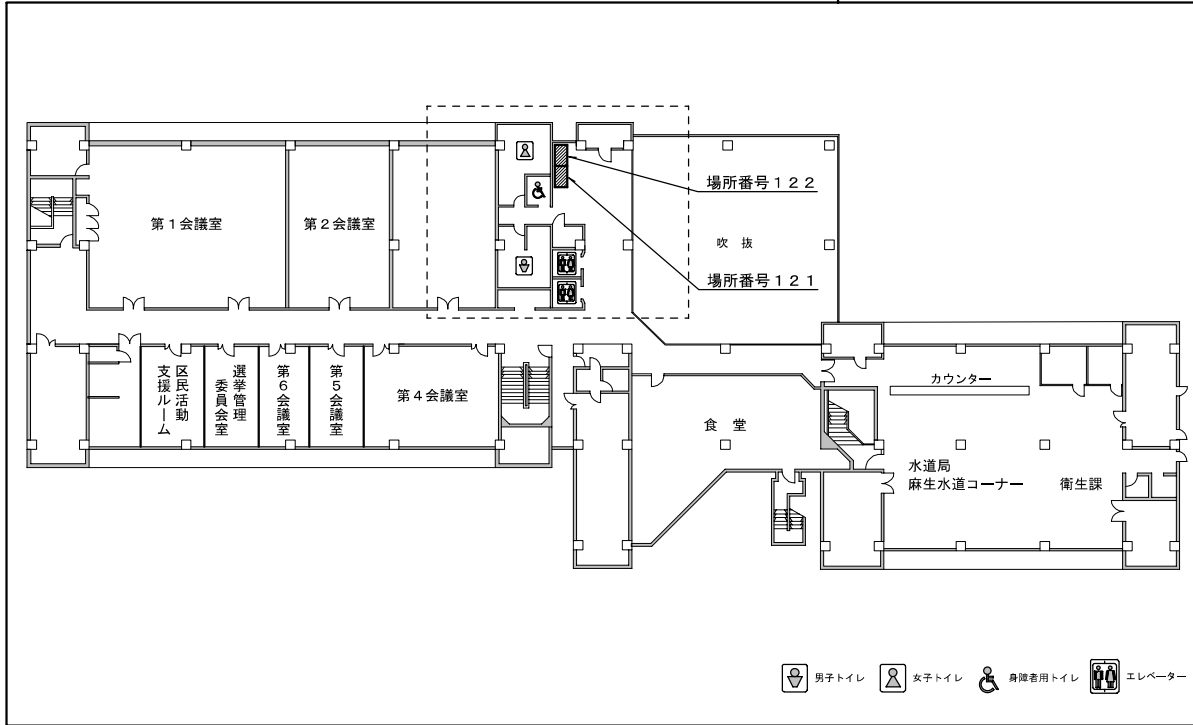 場所番号１２２
第１会議室
第２会議室
吹　抜
場所番号１２１
カウンター
区民活動
支援ルーム
選挙管理
委員会室
第６会議室
第５会議室
第４会議室
食　堂
水道局
麻生水道コーナー
衛生課
男子トイレ
女子トイレ
身障者用トイレ
エレベーター